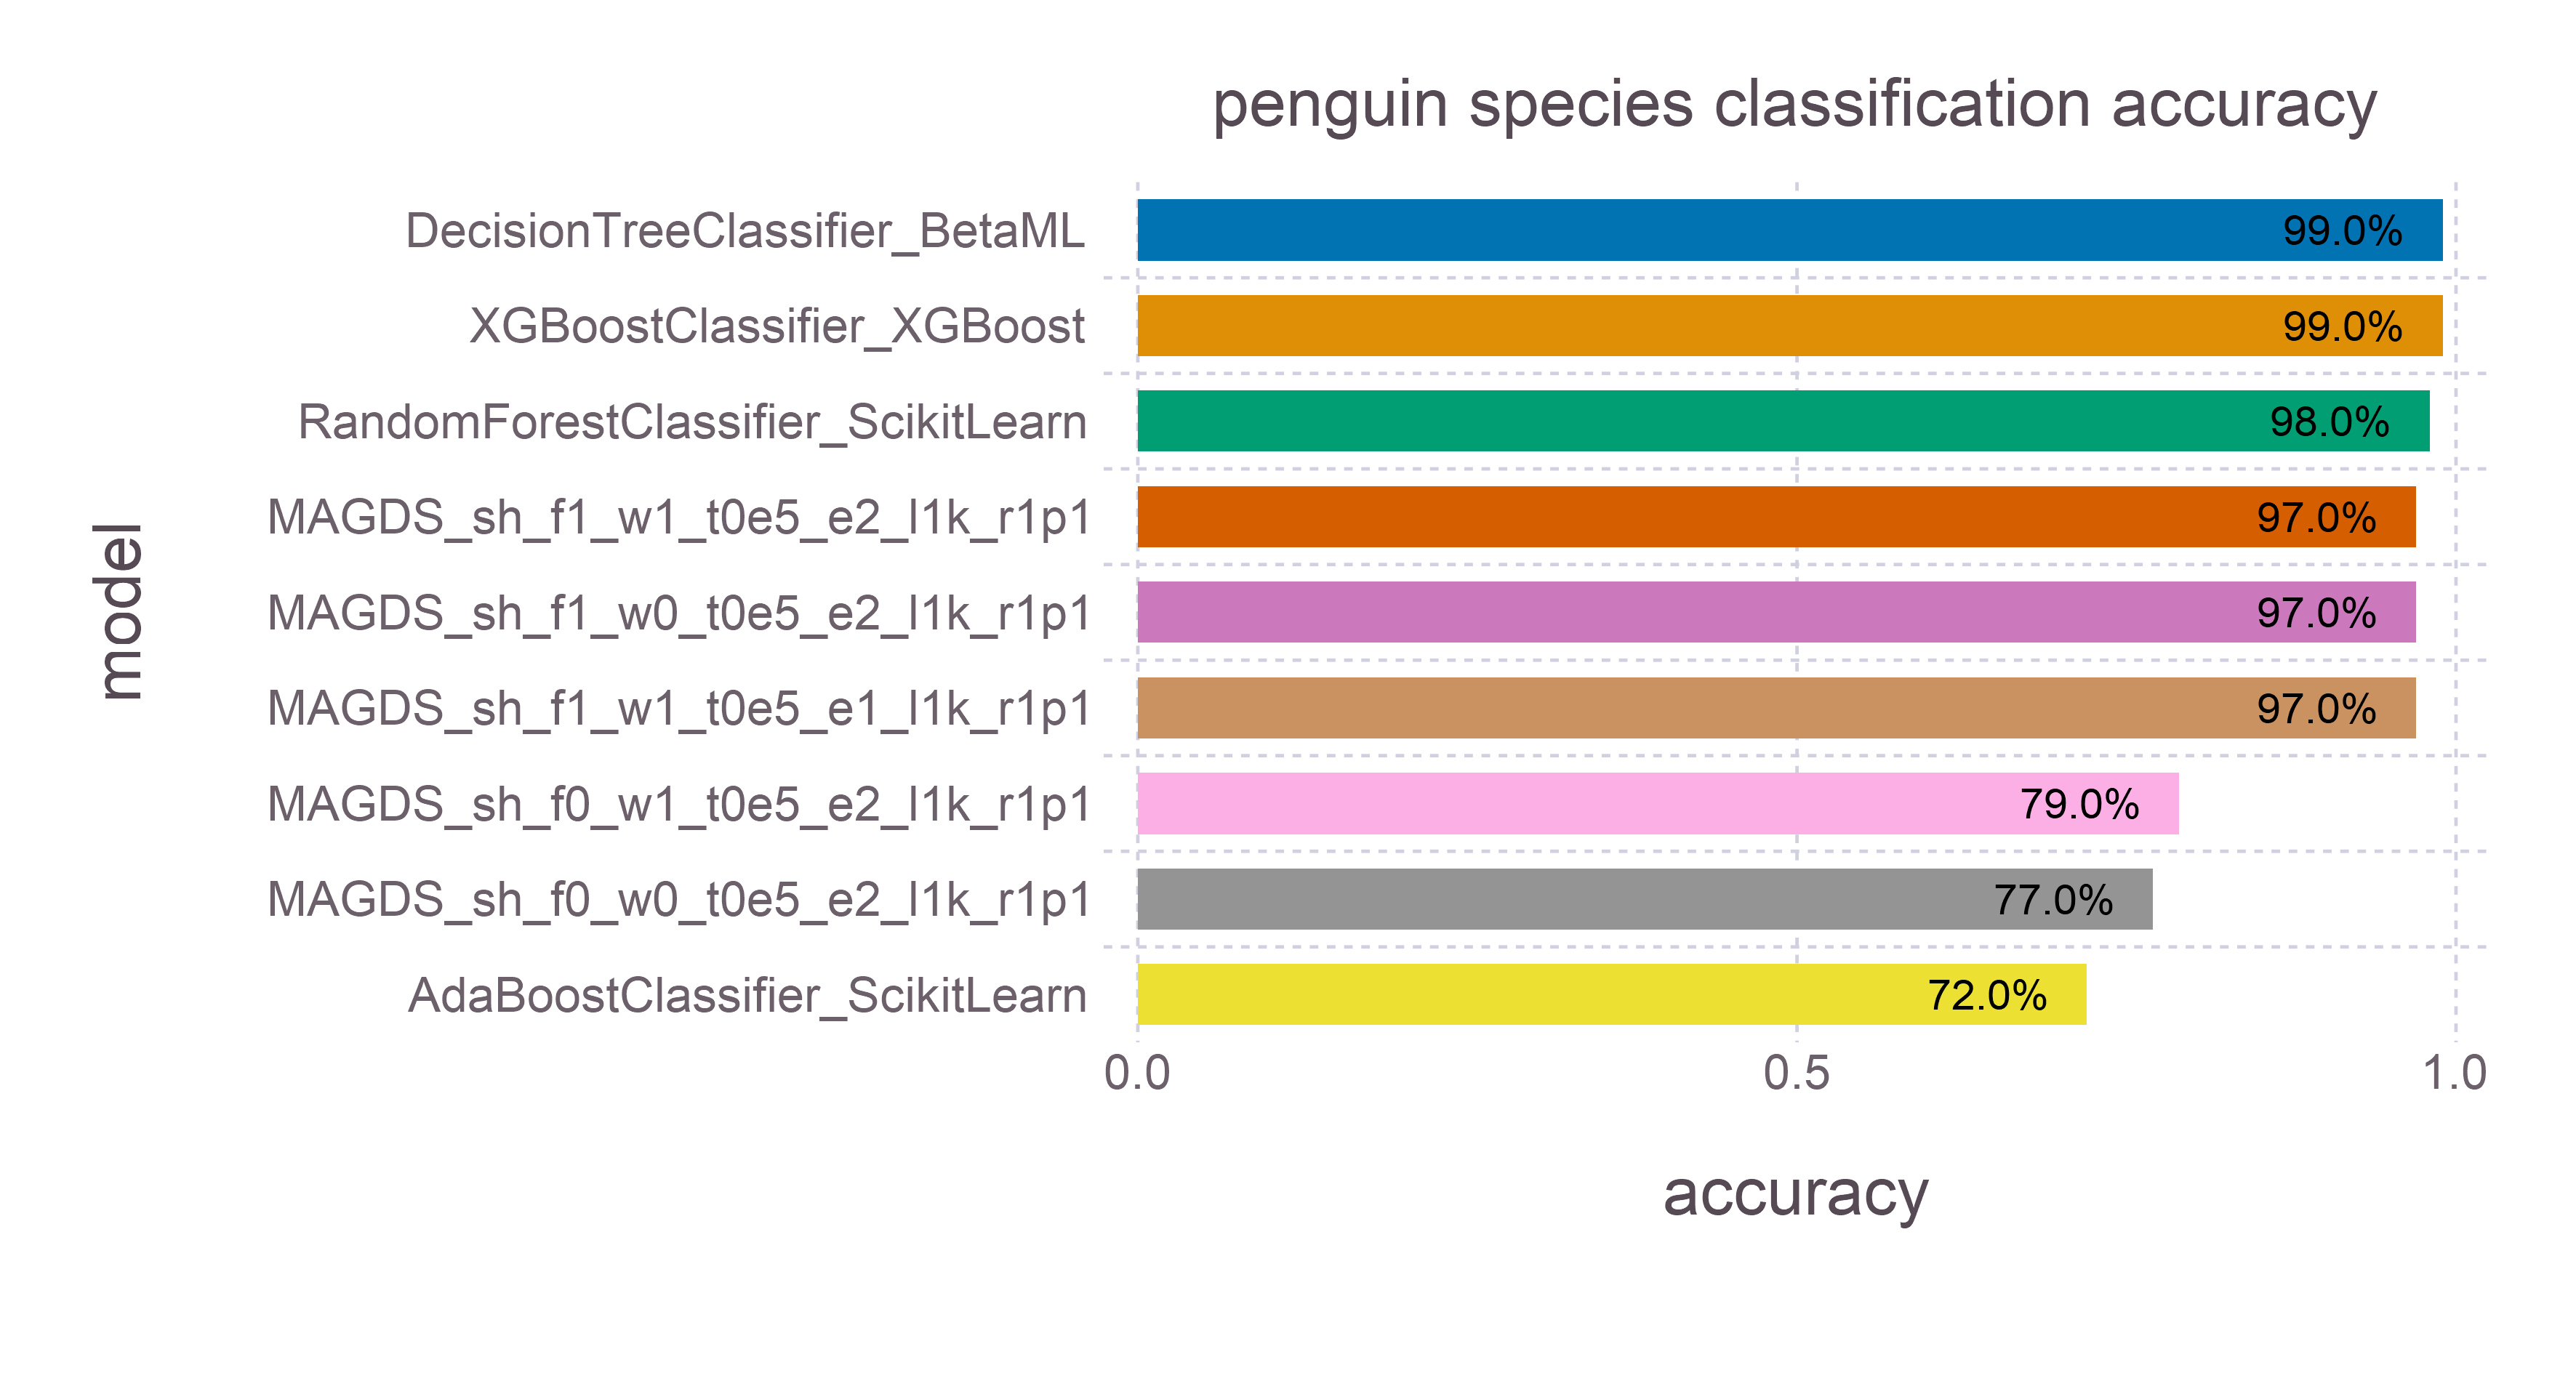 penguin species classification accuracy
DecisionTreeClassifier_BetaML 99.0%
XGBoostClassifier_XGBoost 99.0%
RandomForestClassifier_ScikitLearn 98.0%
MAGDS_sh_f1_w1_t0e5_e2_l1k_r1p1 97.0%
MAGDS_sh_f1_w0_t0e5_e2_l1k_r1p1 97.0%
MAGDS_sh_f1_w1_t0e5_e1_l1k_r1p1 97.0%
MAGDS_sh_f0_w1_t0e5_e2_l1k_r1p1 79.0%
MAGDS_sh_f0_w0_t0e5_e2_l1k_r1p1 77.0%
AdaBoostClassifier_ScikitLearn 72.0%
model
0.0 0.5 1.0
accuracy